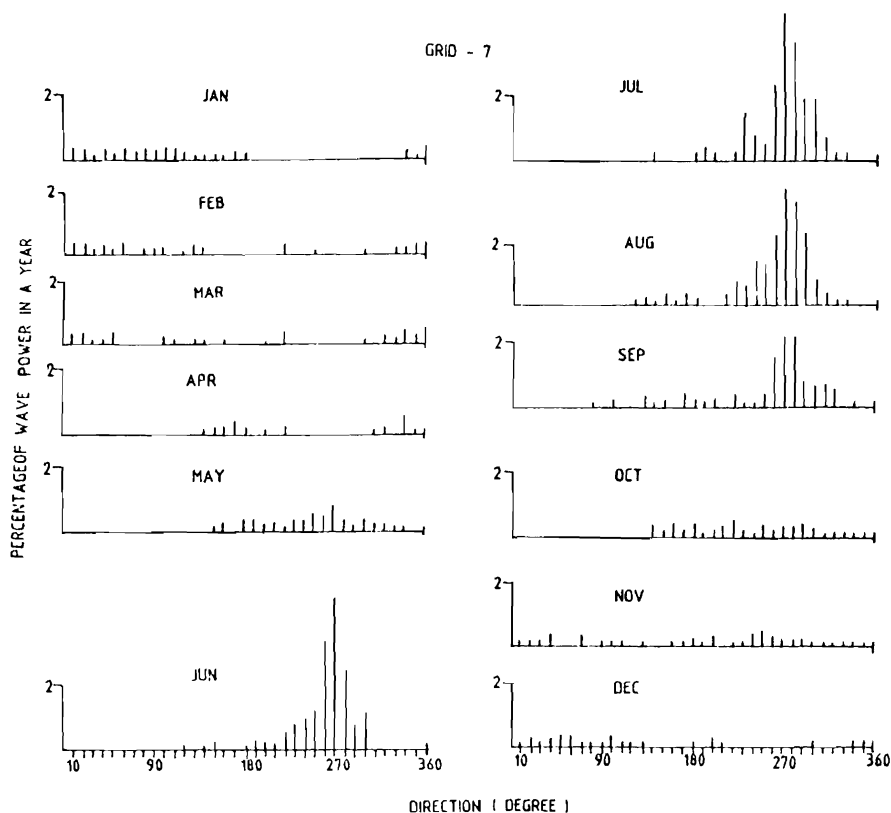 GRID - 7
PERCENTAGEOF WAVE POWER IN A YEAR
JAN
2
FEB
2
MAR
2
APR
2
MAY
2
JUN
2
10 90 180 270 360
JUL
2
AUG
2
SEP
2
OCT
2
NOV
2
DEC
2
10 90 180 270 360
DIRECTION ( DEGREE )